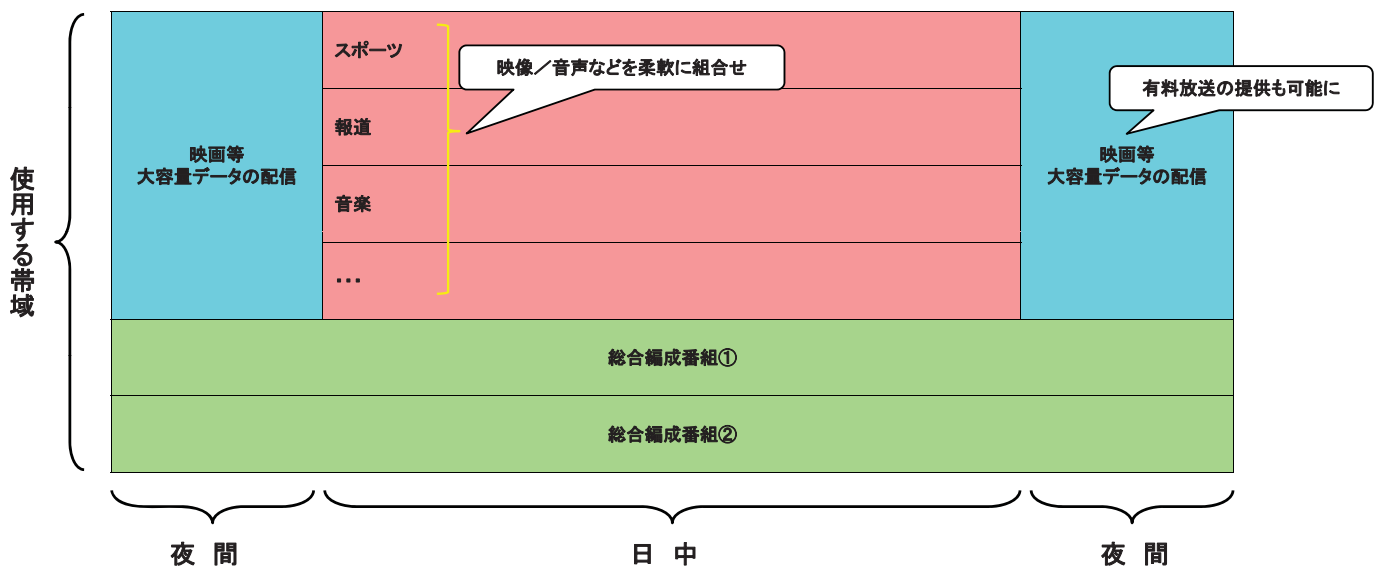 使用する帯域
スポーツ
映像／音声などを柔軟に組合せ
有料放送の提供も可能に
報道
映画等
大容量データの配信
映画等
大容量データの配信
音楽
・・・
総合編成番組①
総合編成番組②
夜　間
日　中
夜　間